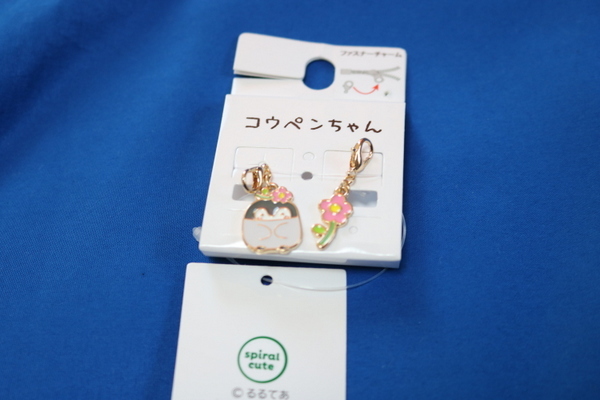 ファスナーチャーム
コウペンちゃん
spiral
cute
© るるてあ